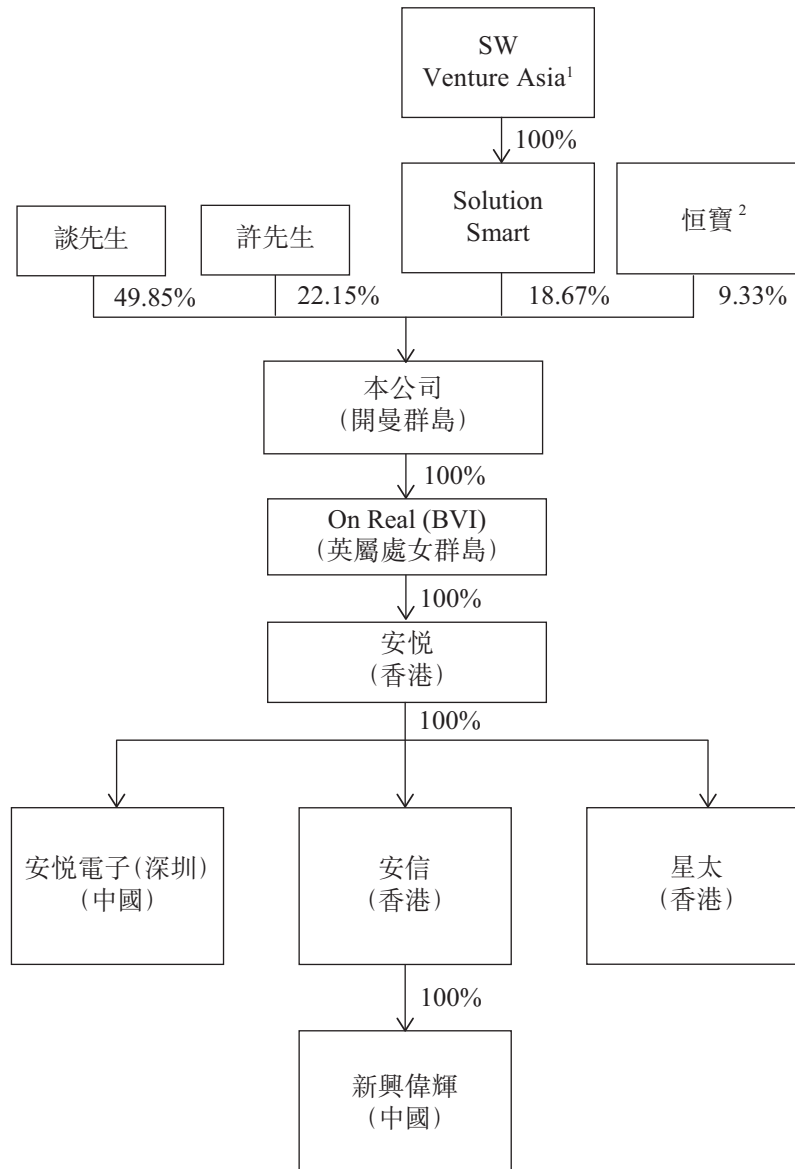 SW
Venture Asia¹
100%
談先生
許先生
Solution
Smart
恒寶²
49.85%
22.15%
18.67%
9.33%
本公司
(開曼群島)
100%
On Real (BVI)
(英屬處女群島)
100%
安悅
(香港)
100%
安悅電子(深圳)
(中國)
安信
(香港)
星太
(香港)
100%
新興偉輝
(中國)